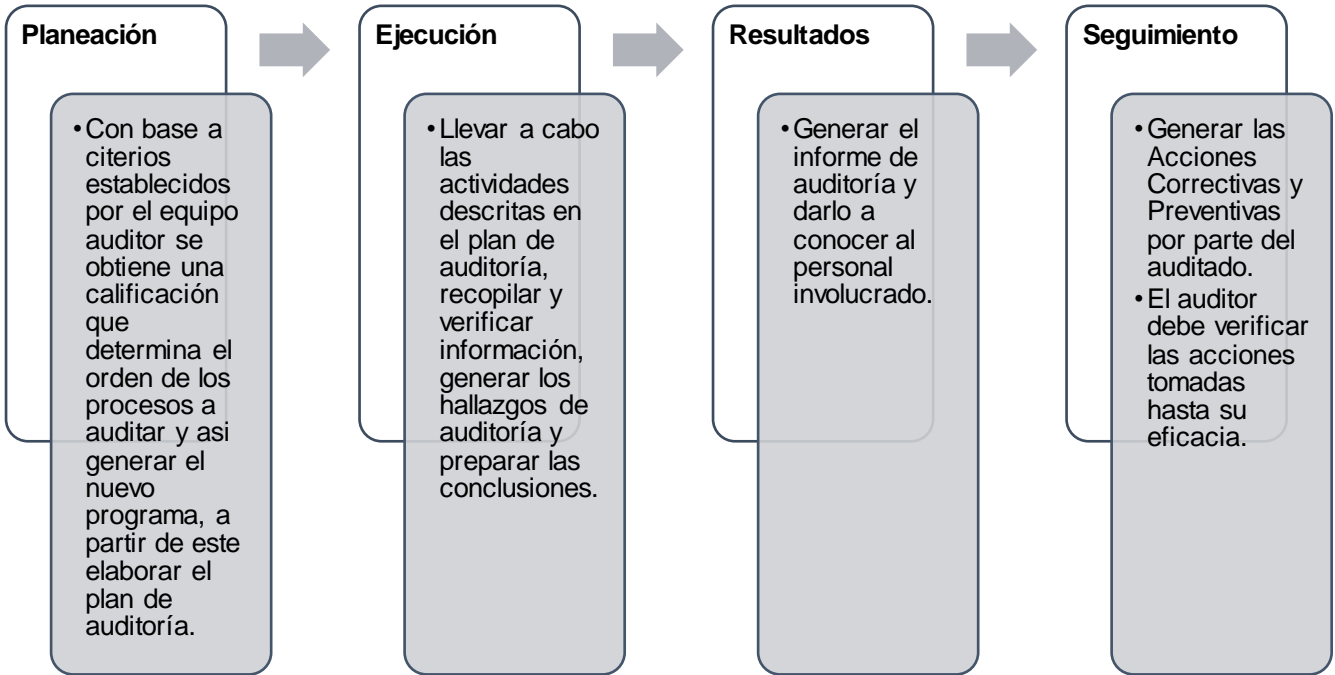 Planeación
• Con base a
citerios
establecidos
por el equipo
auditor se
obtiene una
calificación
que
determina el
orden de los
procesos a
auditar y asi
generar el
nuevo
programa, a
partir de este
elaborar el
plan de
auditoría.
Ejecución
• Llevar a cabo
las
actividades
descritas en
el plan de
auditoría,
recopilar y
verificar
información,
generar los
hallazgos de
auditoría y
preparar las
conclusiones.
Resultados
• Generar el
informe de
auditoría y
darlo a
conocer al
personal
involucrado.
Seguimiento
• Generar las
Acciones
Correctivas y
Preventivas
por parte del
auditado.
• El auditor
debe verificar
las acciones
tomadas
hasta su
eficacia.